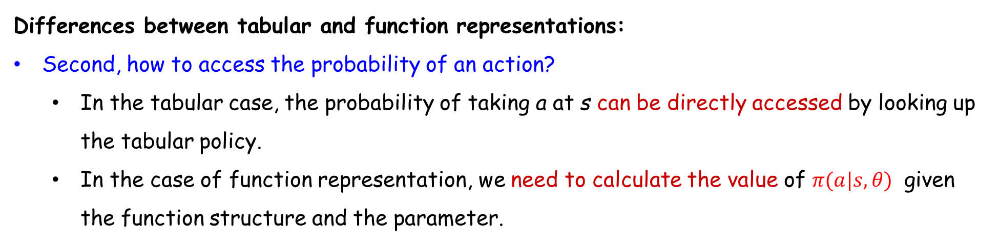 Differences between tabular and function representations:
• Second, how to access the probability of an action?
• In the tabular case, the probability of taking a at s can be directly accessed by looking up
the tabular policy.
• In the case of function representation, we need to calculate the value of π(a|s, θ) given
the function structure and the parameter.